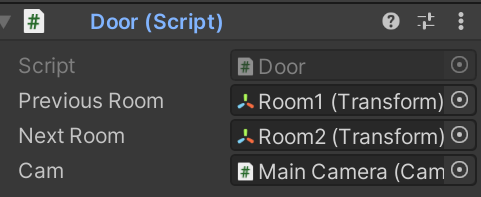 Door (Script)
Script Door
Previous Room Room1 (Transform)
Next Room Room2 (Transform)
Cam Main Camera (Cam